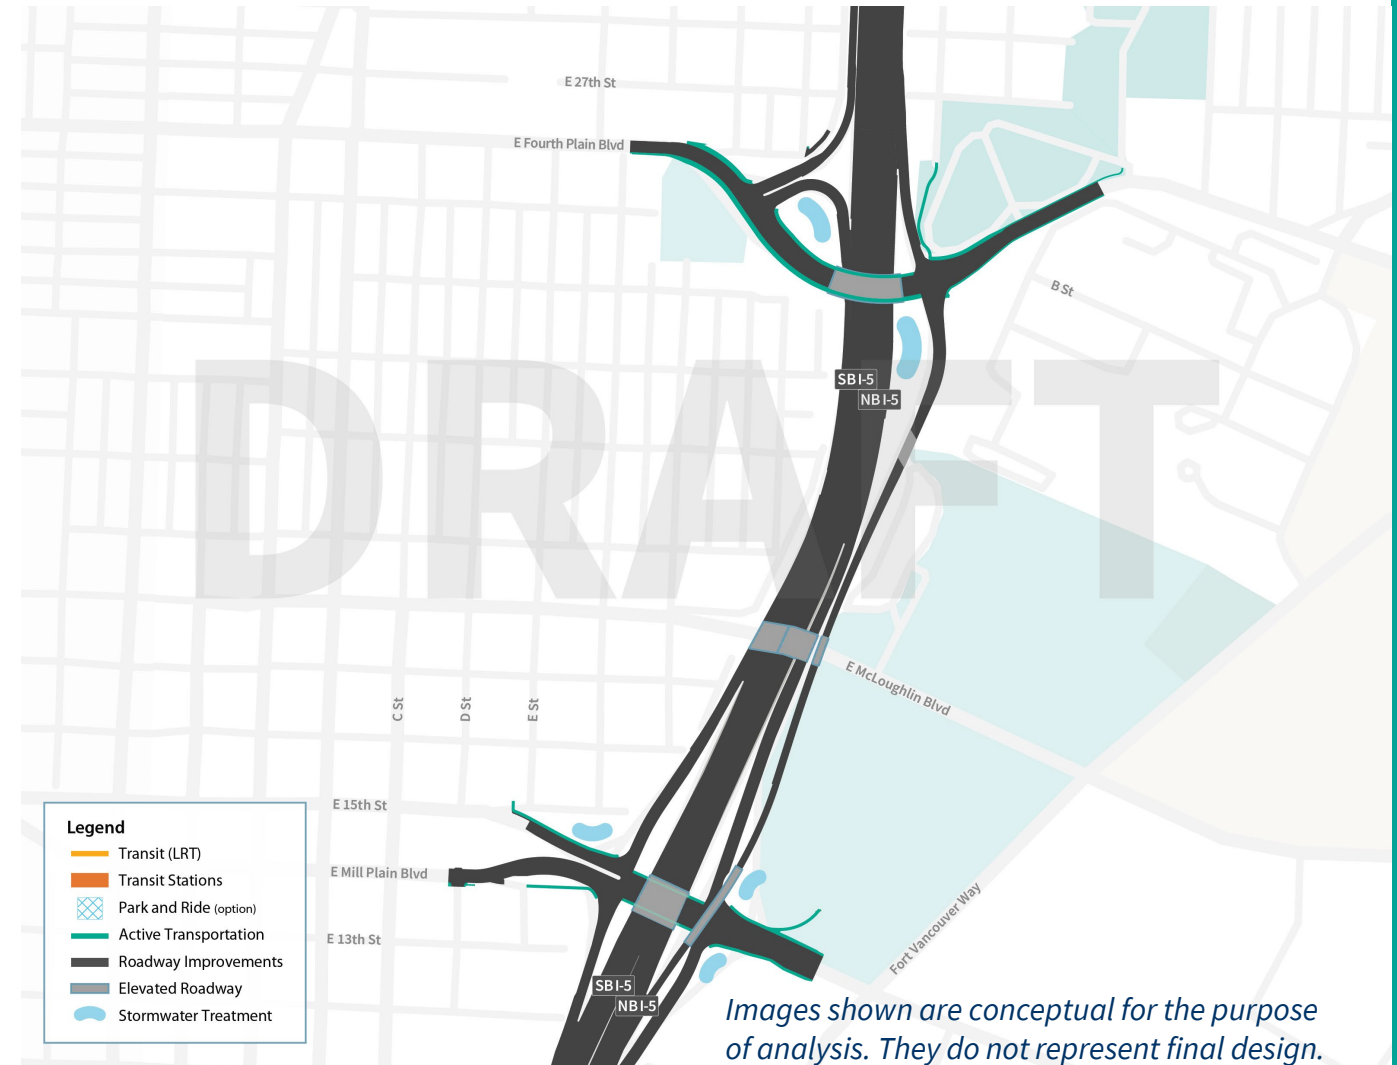 E 27th St
E Fourth Plain Blvd
B St
DRAFT
SB I-5
NB I-5
E McLoughlin Blvd
C St
D St
E St
E 15th St
E Mill Plain Blvd
E 13th St
Fort Vancouver Way
SB I-5
NB I-5
Legend
Transit (LRT)
Transit Stations
Park and Ride (option)
Active Transportation
Roadway Improvements
Elevated Roadway
Stormwater Treatment
Images shown are conceptual for the purpose
of analysis. They do not represent final design.